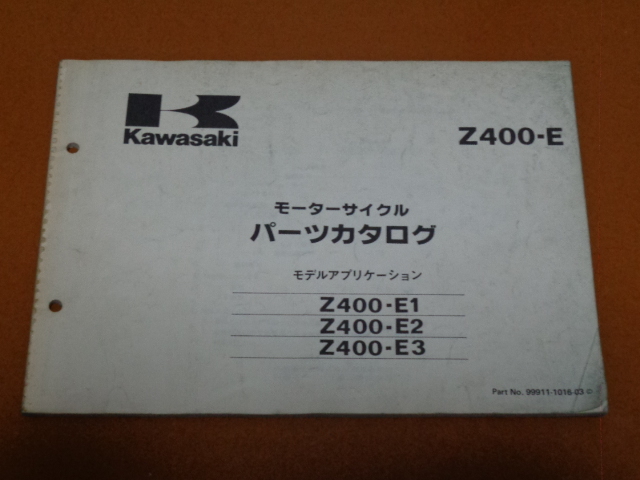 Kawasaki
Z400-E
モーターサイクル
パーツカタログ
モデルアプリケーション
Z400-E1
Z400-E2
Z400-E3
Part No. 99911-1016-03